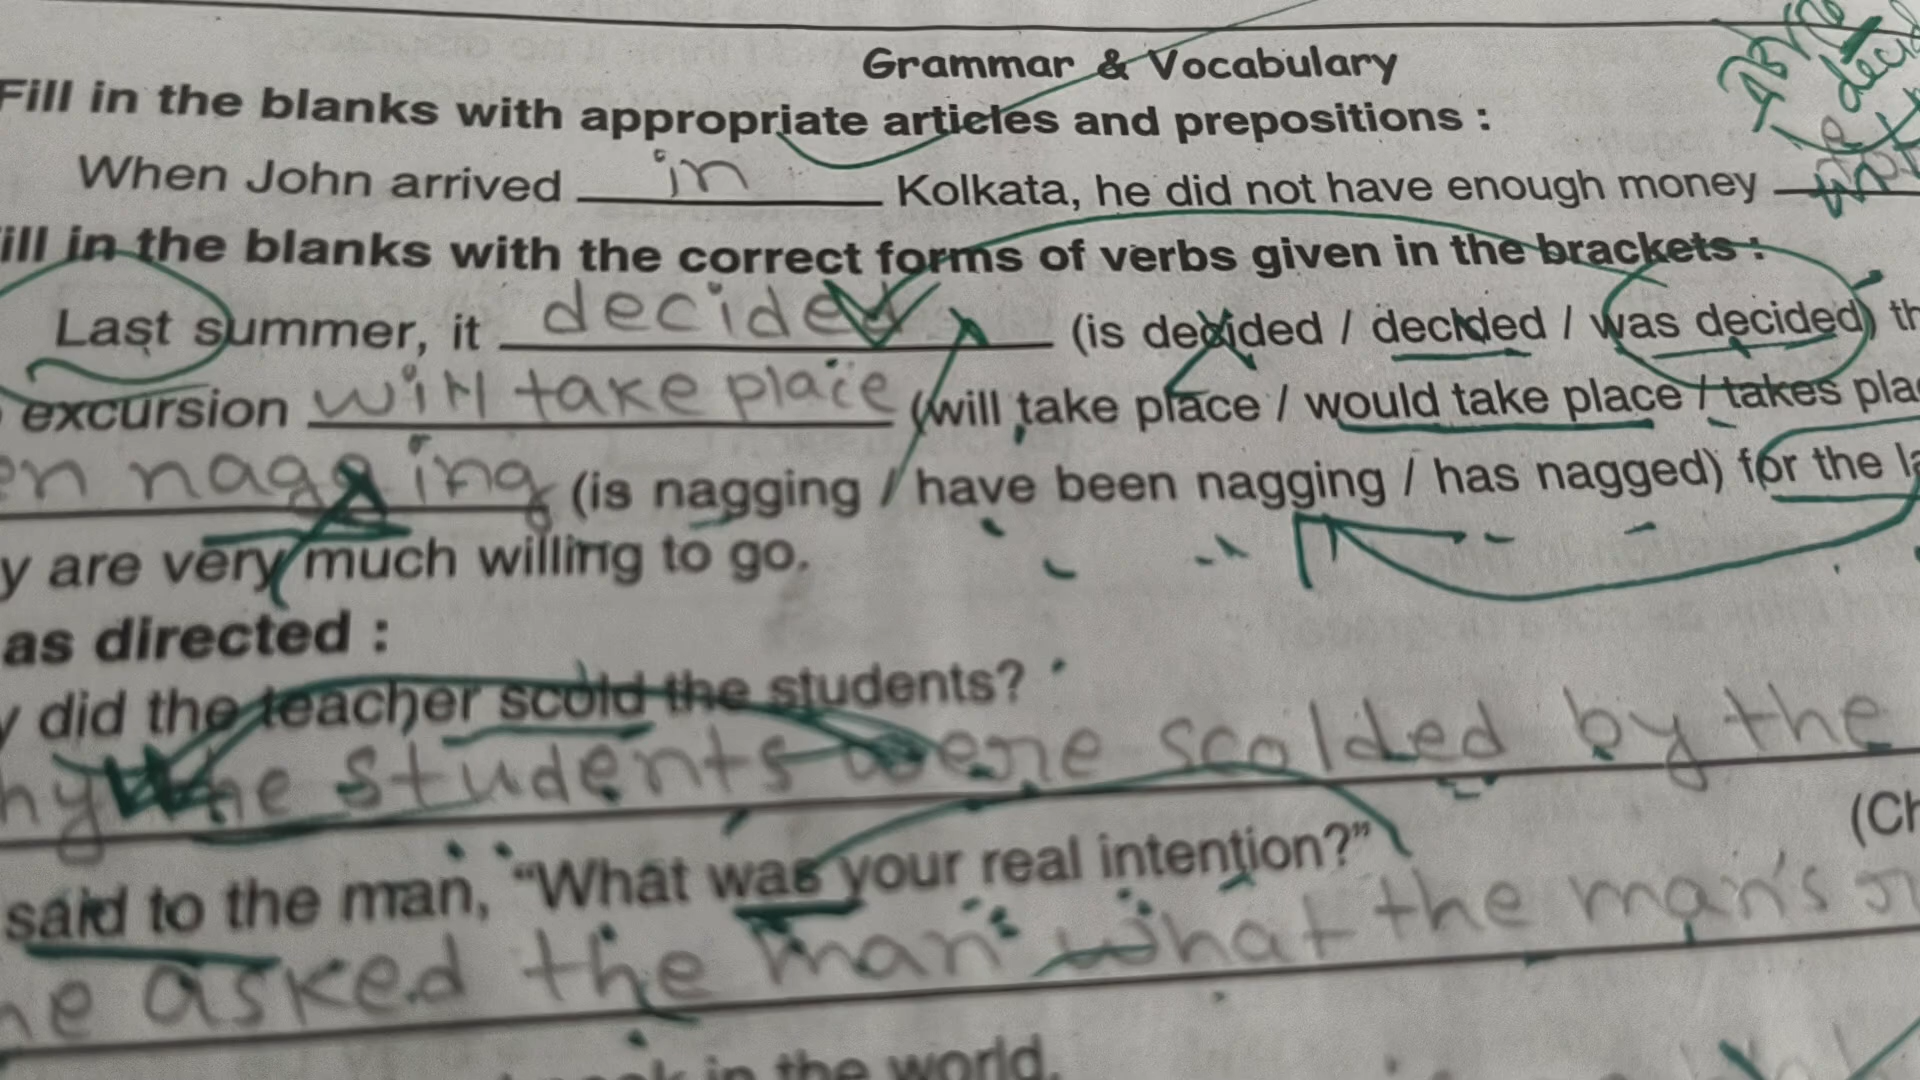 Grammar & Vocabulary
Fill in the blanks with appropriate articles and prepositions :
When John arrived in Kolkata, he did not have enough money
ill in the blanks with the correct forms of verbs given in the brackets :
Last summer, it decided (is decided / decided / was decided) th
excursion will take place (will take place / would take place / takes plac
en nagging (is nagging / have been nagging / has nagged) for the la
y are very much willing to go.
as directed :
y did the teacher scold the students?
hy the students were scolded by the
(Ch
said to the man, “What was your real intention?”
he asked the man what the man's
in the world.